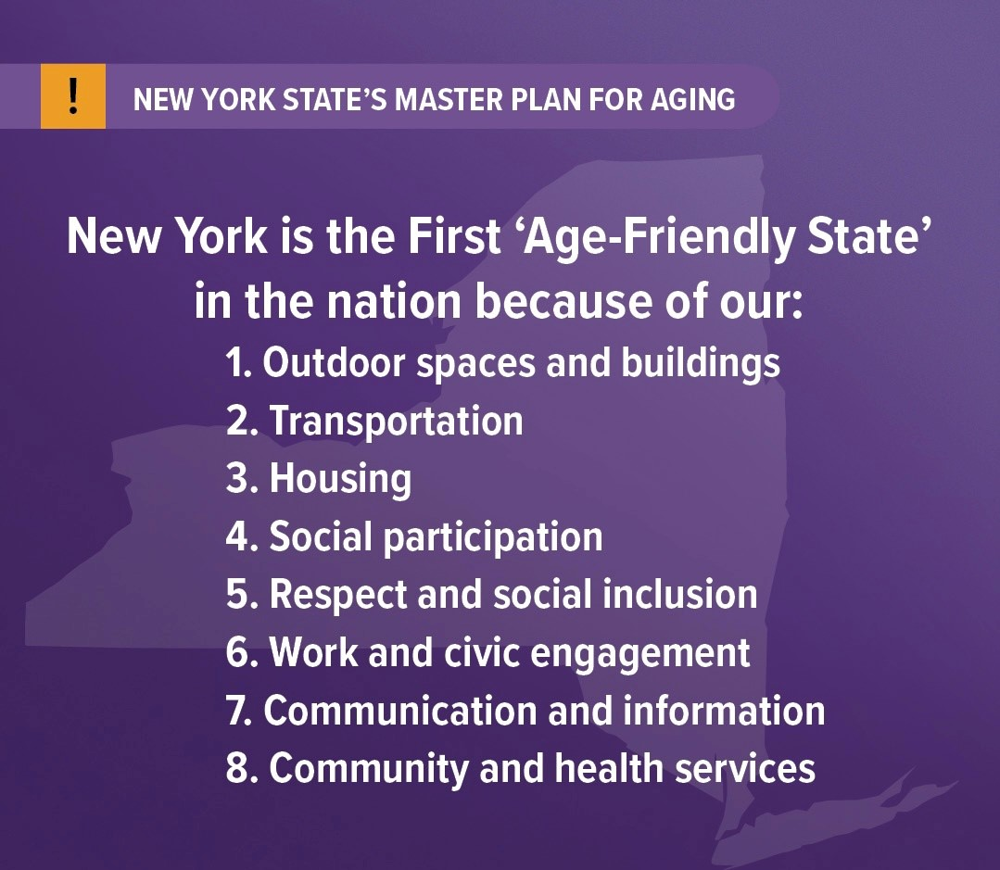 !
NEW YORK STATE’S MASTER PLAN FOR AGING
New York is the First ‘Age-Friendly State’
in the nation because of our:
1. Outdoor spaces and buildings
2. Transportation
3. Housing
4. Social participation
5. Respect and social inclusion
6. Work and civic engagement
7. Communication and information
8. Community and health services